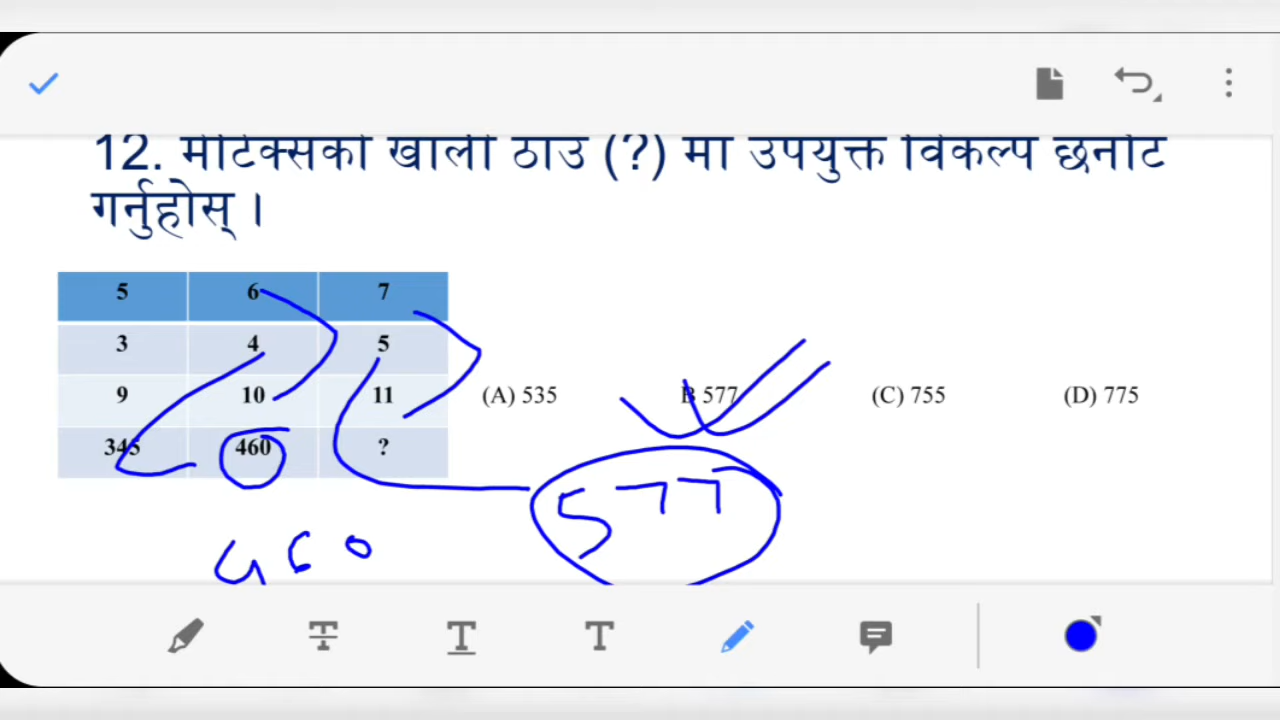 12. मेटिक्सको खाली ठाउँ (?) मा उपयुक्त विकल्प छनौट
गर्नुहोस् ।
5 6 7
3 4 5
9 10 11
(A) 535 B 577 (C) 755 (D) 775
345 460 ?
577
460
T T T